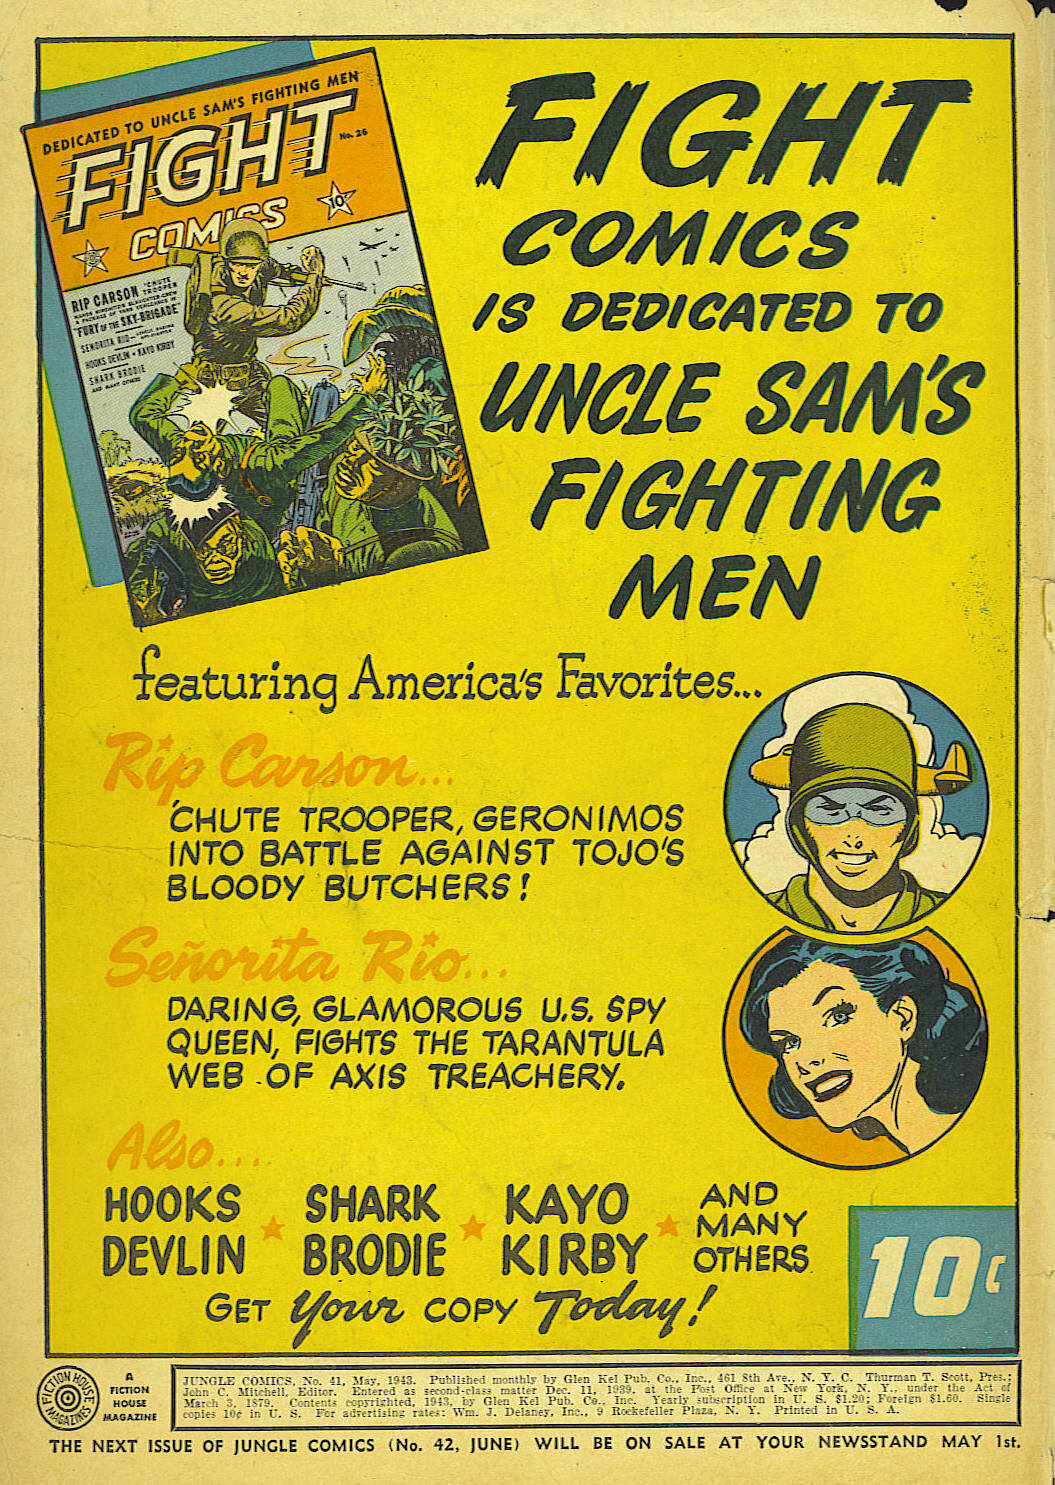 DEDICATED TO UNCLE SAM'S FIGHTING MEN
FIGHT
No. 26
COMICS
10¢
RIP CARSON 'CHUTE TROOPER
"FURY OF THE SKY-BRIGADE"
SENORITA RIO—
HOOKS DEVLIN • KAYO KIRBY
SHARK BRODIE
AND MANY OTHERS
FIGHT
COMICS
IS DEDICATED TO
UNCLE SAM'S
FIGHTING
MEN
featuring America's Favorites...
Rip Carson...
'CHUTE TROOPER, GERONIMOS
INTO BATTLE AGAINST TOJO'S
BLOODY BUTCHERS!
Señorita Rio...
DARING, GLAMOROUS U.S. SPY
QUEEN, FIGHTS THE TARANTULA
WEB OF AXIS TREACHERY.
Also...
HOOKS DEVLIN ★ SHARK BRODIE ★ KAYO KIRBY ★ AND MANY OTHERS
GET Your COPY Today!
10¢
FICTION HOUSE MAGAZINES
A
FICTION
HOUSE
MAGAZINE
JUNGLE COMICS, No. 41, May, 1943. Published monthly by Glen Kel Pub. Co., Inc., 461 8th Ave., N. Y. C. Thurman T. Scott, Pres.;
John C. Mitchell, Editor. Entered as second-class matter Dec. 11, 1939. at the Post Office at New York, N. Y., under the Act of
March 3, 1879. Contents copyrighted, 1943, by Glen Kel Pub. Co., Inc. Yearly subscription in U. S. $1.20; Foreign $1.60. Single
copies 10¢ in U. S. For advertising rates: Wm. J. Delaney, Inc., 9 Rockefeller Plaza, N. Y. Printed in U. S. A.
THE NEXT ISSUE OF JUNGLE COMICS (No. 42, JUNE) WILL BE ON SALE AT YOUR NEWSSTAND MAY 1st.